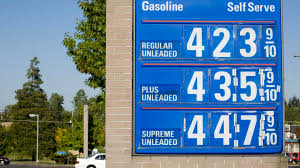 Gasoline Self Serve
REGULAR UNLEADED 4 2 3 9/10
PLUS UNLEADED 4 3 5 9/10
SUPREME UNLEADED 4 4 7 9/10